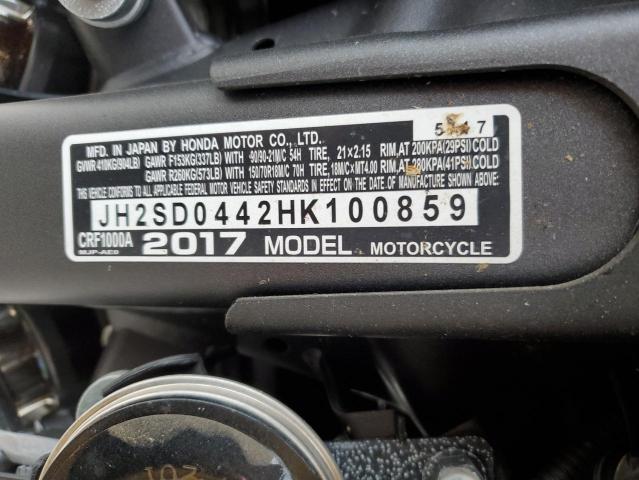 MFD. IN JAPAN BY HONDA MOTOR CO., LTD.
GVWR 410KG(904LB) GAWR F153KG(337LB) WITH -90/90-21M/C 54H TIRE, 21×2.15 RIM, AT 200KPA(29PSI)COLD
GAWR R260KG(573LB) WITH 150/70R18M/C 70H TIRE, 18M/C×MT4.00 RIM, AT 280KPA(41PSI)COLD
THIS VEHICLE CONFORMS TO ALL APPLICABLE U.S. FEDERAL MOTOR VEHICLE SAFETY STANDARDS IN EFFECT ON THE DATE OF MANUFACTURE SHOWN ABOVE.
JH2SD0442HK100859
CRF1000A 2017 MODEL MOTORCYCLE